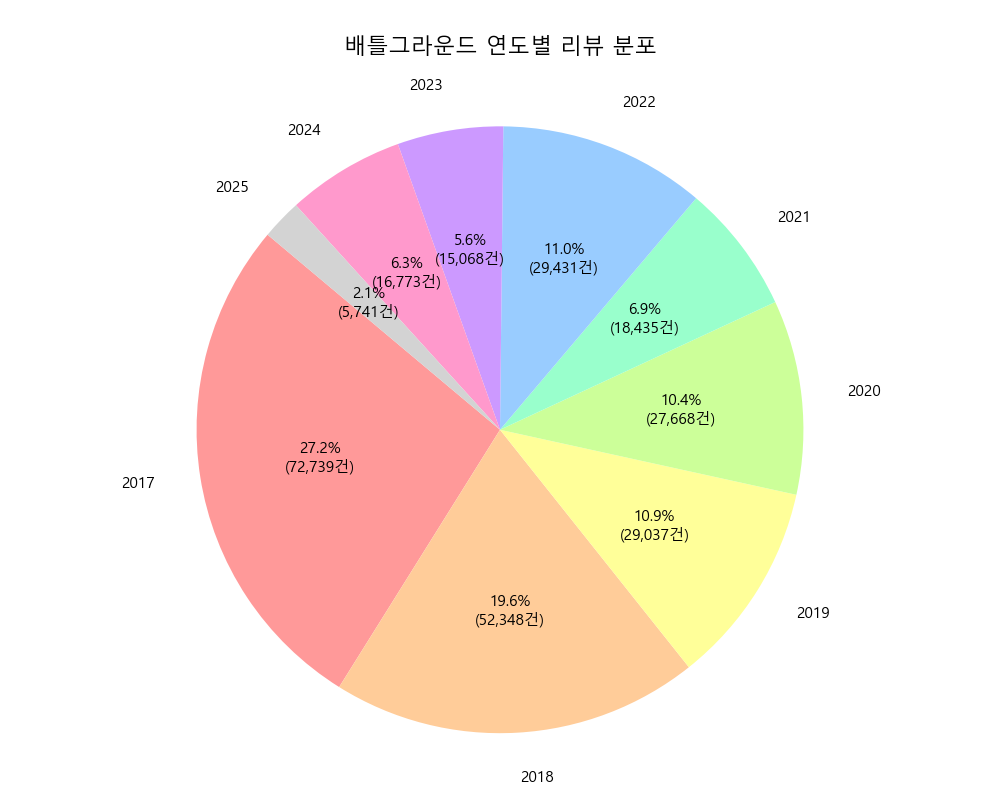 배틀그라운드 연도별 리뷰 분포
2023
2022
2024
2025
2021
5.6%
(15,068건)
11.0%
(29,431건)
6.3%
(16,773건)
2.1%
(5,741건)
6.9%
(18,435건)
2020
10.4%
(27,668건)
27.2%
(72,739건)
2017
10.9%
(29,037건)
19.6%
(52,348건)
2019
2018